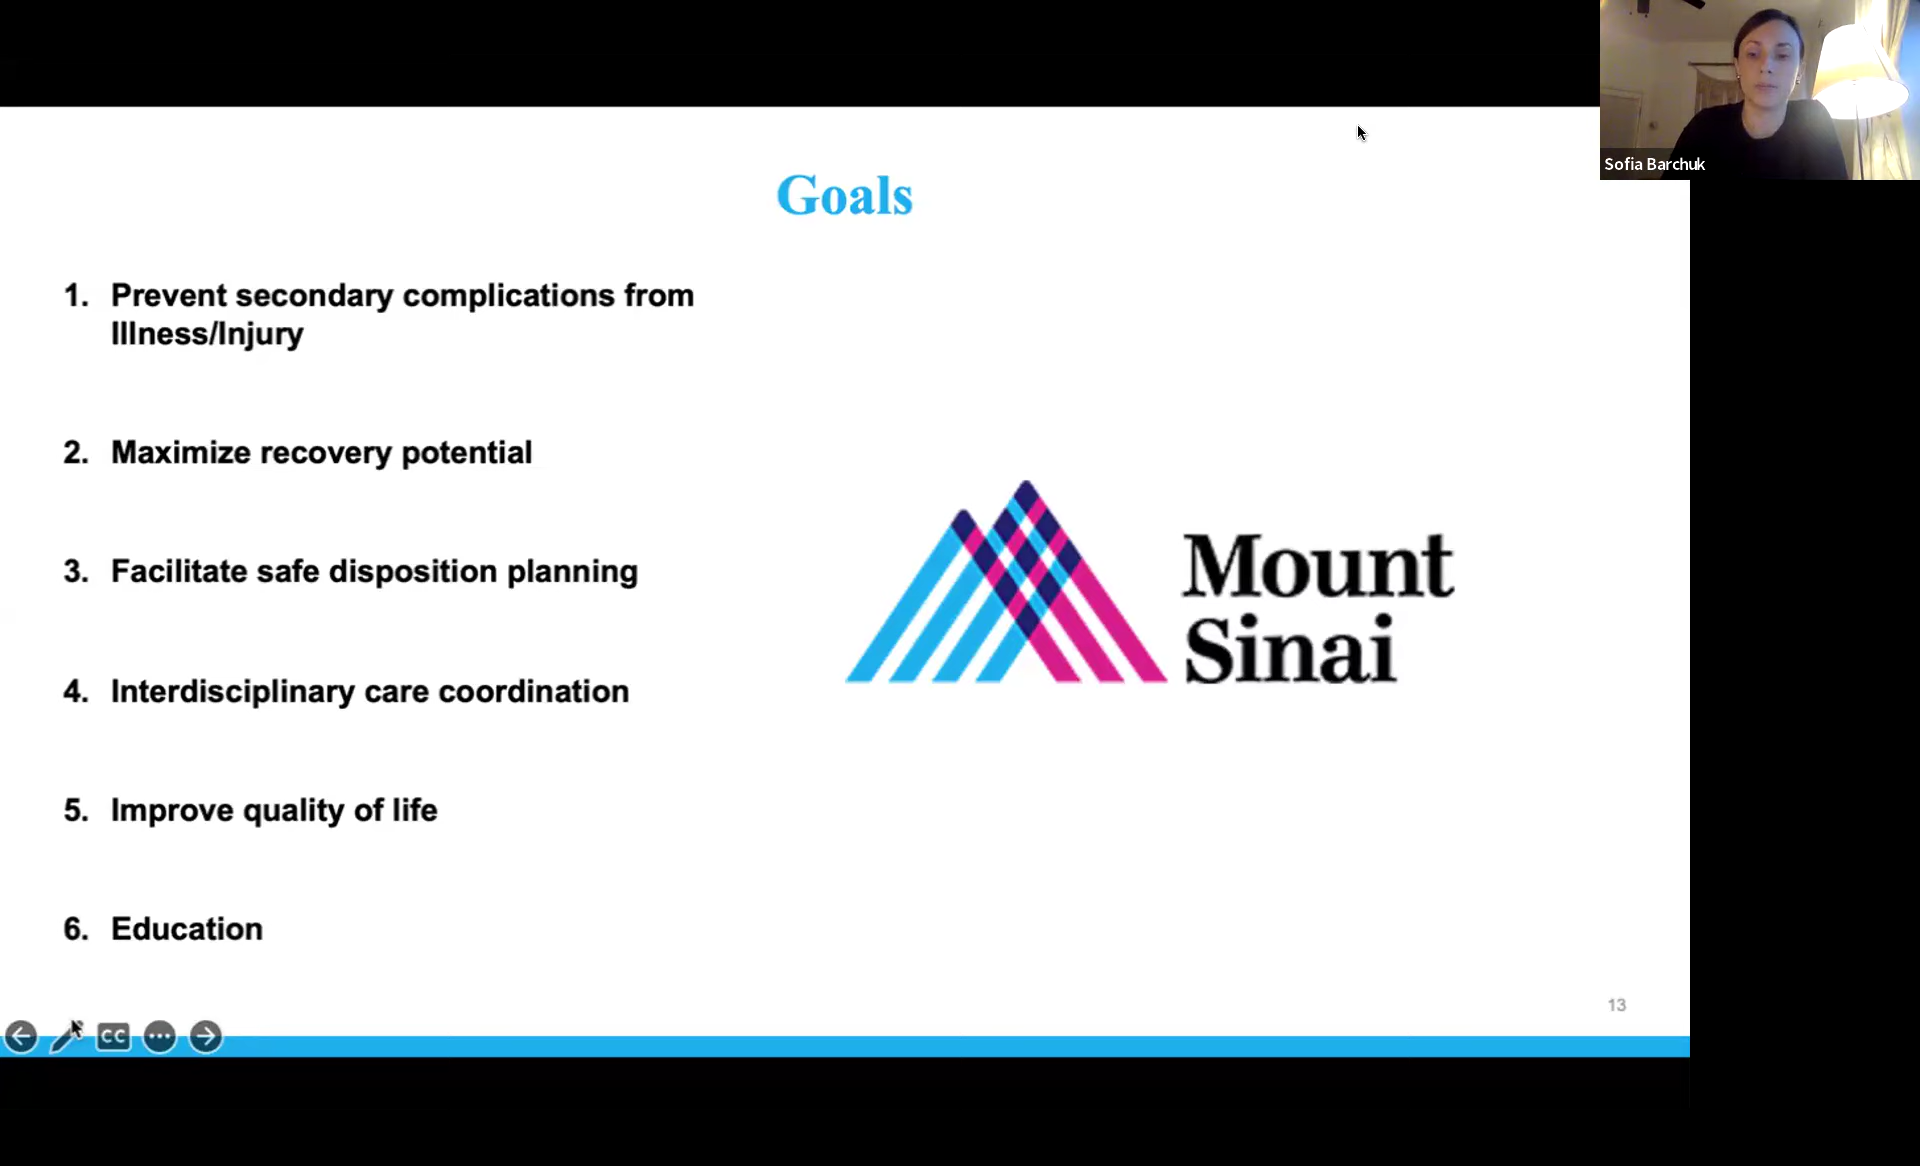 Sofia Barchuk
Goals
1. Prevent secondary complications from
Illness/Injury
2. Maximize recovery potential
3. Facilitate safe disposition planning
4. Interdisciplinary care coordination
5. Improve quality of life
6. Education
Mount
Sinai
13
CC